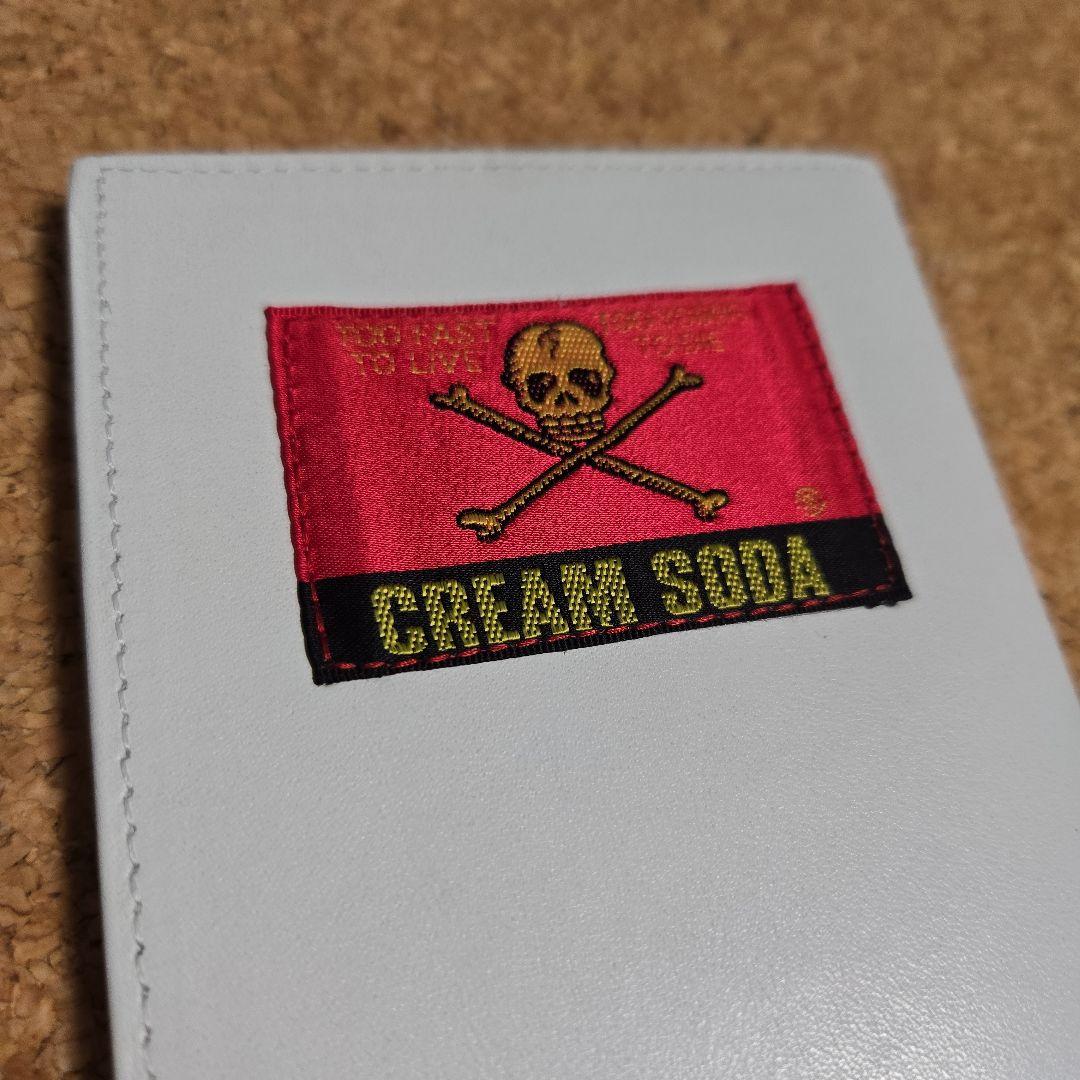 TOO FAST
TO LIVE
TOO YOUNG
TO DIE
®
CREAM SODA